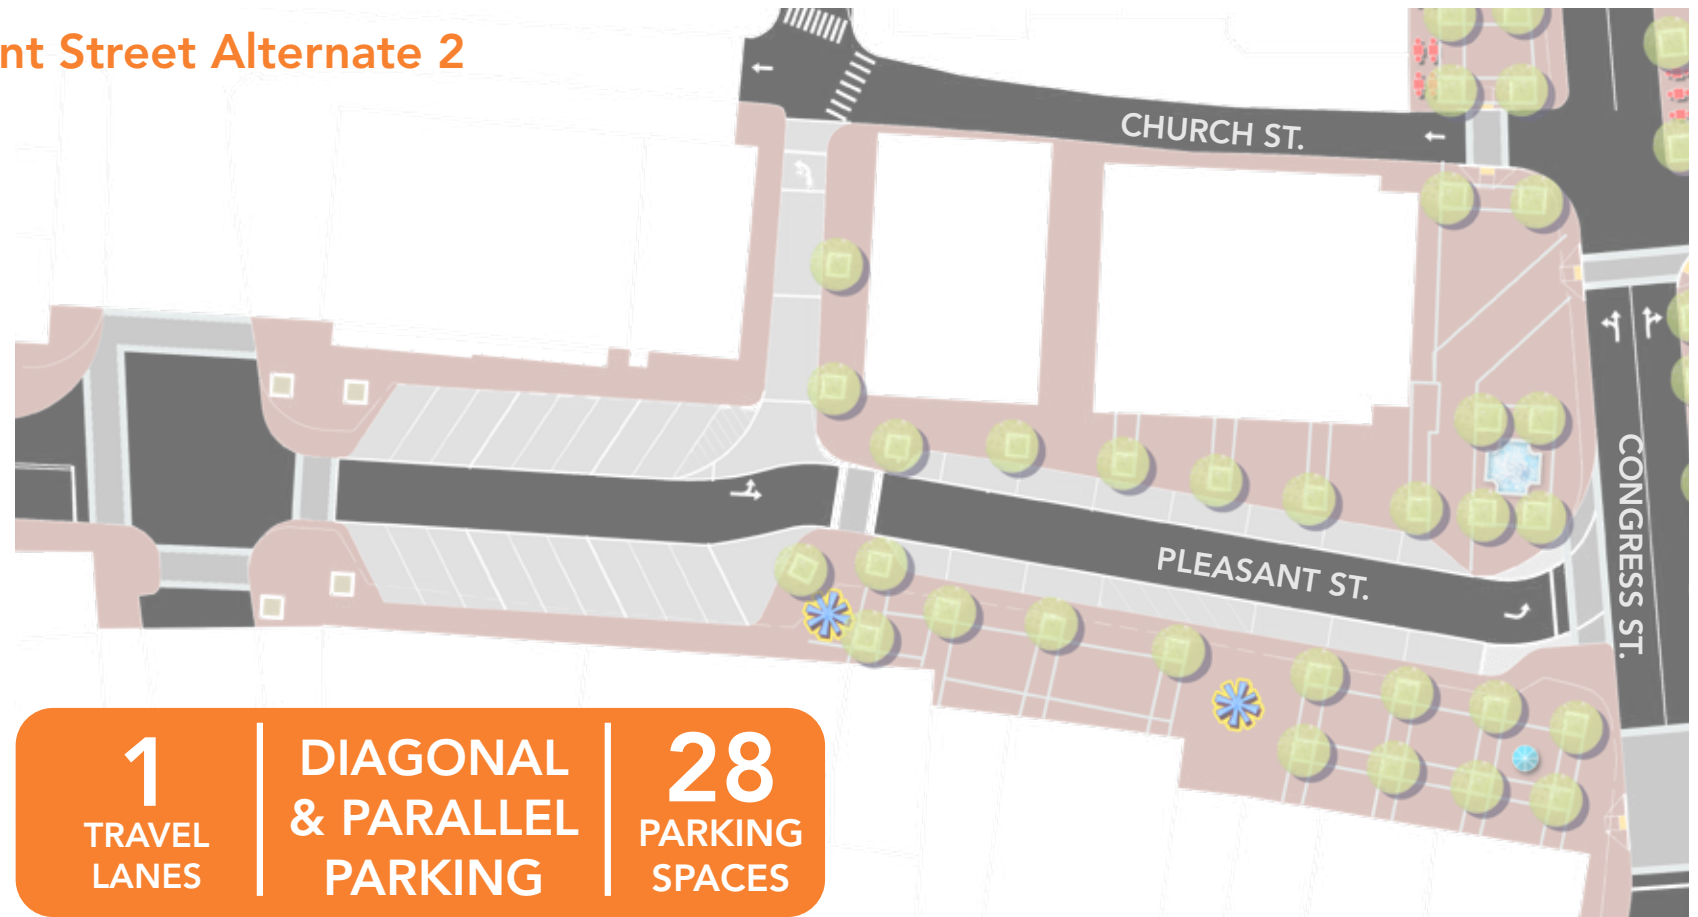 nt Street Alternate 2
CHURCH ST.
PLEASANT ST.
CONGRESS ST.
1
TRAVEL
LANES
DIAGONAL
& PARALLEL
PARKING
28
PARKING
SPACES